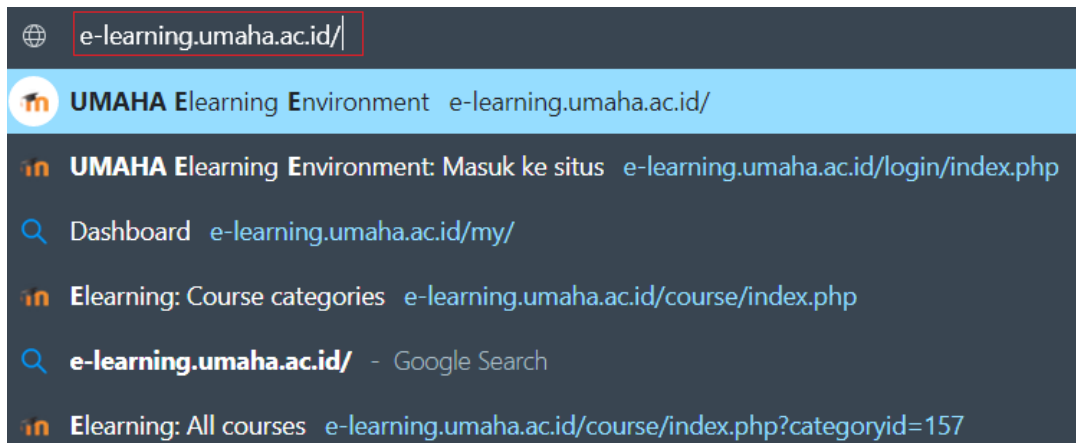 e-learning.umaha.ac.id/
UMAHA Elearning Environment e-learning.umaha.ac.id/
UMAHA Elearning Environment: Masuk ke situs e-learning.umaha.ac.id/login/index.php
Dashboard e-learning.umaha.ac.id/my/
Elearning: Course categories e-learning.umaha.ac.id/course/index.php
e-learning.umaha.ac.id/ - Google Search
Elearning: All courses e-learning.umaha.ac.id/course/index.php?categoryid=157